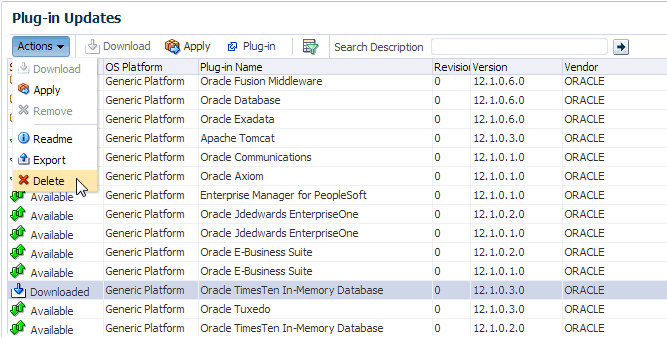 Plug-in Updates
Actions Download Apply Plug-in Search Description
S OS Platform Plug-in Name Revision Version Vendor
Download
Apply
Remove
Readme
Export
Delete
Generic Platform Oracle Fusion Middleware 0 12.1.0.6.0 ORACLE
Generic Platform Oracle Database 0 12.1.0.6.0 ORACLE
Generic Platform Oracle Exadata 0 12.1.0.6.0 ORACLE
Generic Platform Apache Tomcat 0 12.1.0.3.0 ORACLE
Generic Platform Oracle Communications 0 12.1.0.1.0 ORACLE
Generic Platform Oracle Axiom 0 12.1.0.1.0 ORACLE
Available Generic Platform Enterprise Manager for PeopleSoft 0 12.1.0.1.0 ORACLE
Available Generic Platform Oracle Jdedwards EnterpriseOne 0 12.1.0.2.0 ORACLE
Available Generic Platform Oracle Jdedwards EnterpriseOne 0 12.1.0.1.0 ORACLE
Available Generic Platform Oracle E-Business Suite 0 12.1.0.2.0 ORACLE
Available Generic Platform Oracle E-Business Suite 0 12.1.0.1.0 ORACLE
Downloaded Generic Platform Oracle TimesTen In-Memory Database 0 12.1.0.3.0 ORACLE
Available Generic Platform Oracle Tuxedo 0 12.1.0.3.0 ORACLE
Available Generic Platform Oracle TimesTen In-Memory Database 0 12.1.0.2.0 ORACLE